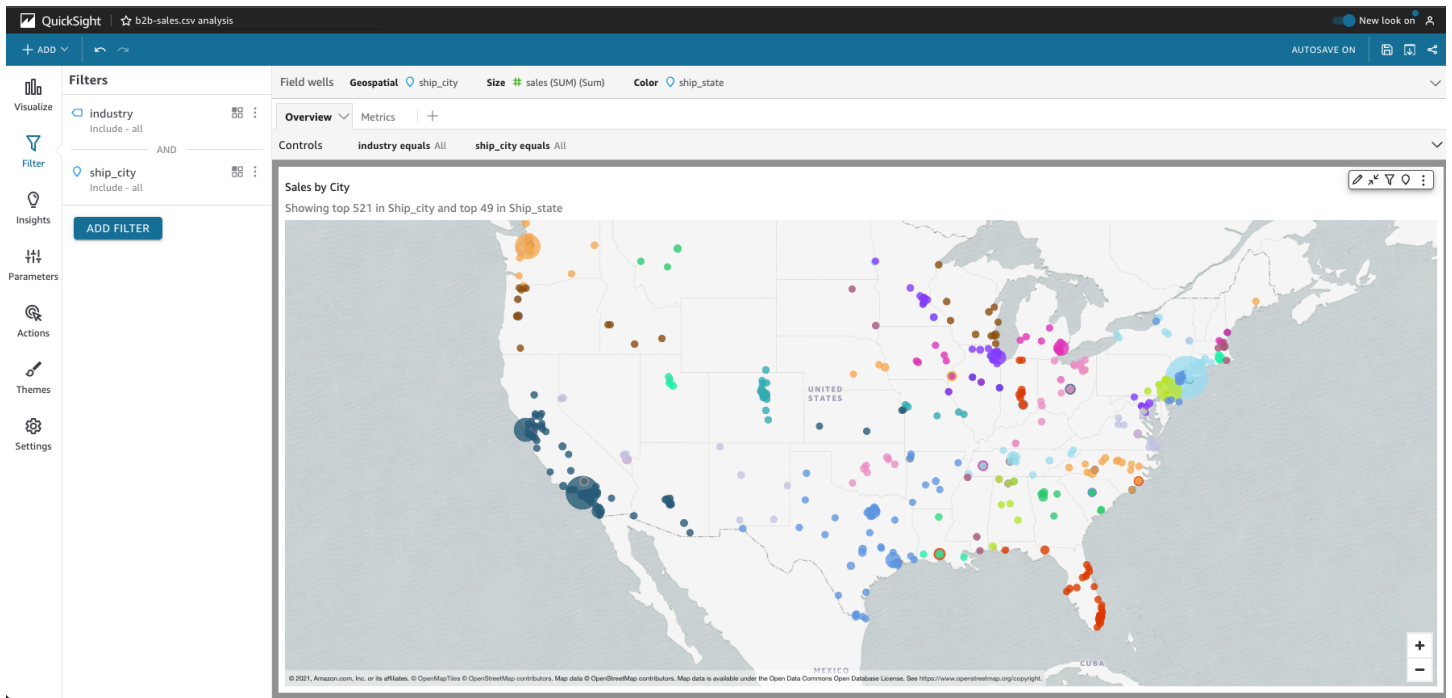 QuickSight b2b-sales.csv analysis New look on
+ ADD AUTOSAVE ON
Visualize
Filter
Insights
Parameters
Actions
Themes
Settings
Filters
industry
Include - all
AND
ship_city
Include - all
ADD FILTER
Field wells Geospatial ship_city Size # sales (SUM) (Sum) Color ship_state
Overview Metrics +
Controls industry equals All ship_city equals All
Sales by City
Showing top 521 in Ship_city and top 49 in Ship_state
UNITED
STATES
MEXICO
CUBA
+
−
© 2021, Amazon.com, Inc. or its affiliates. © OpenMapTiles © OpenStreetMap contributors. Map data © OpenStreetMap contributors. Map data is available under the Open Data Commons Open Database License. See https://www.openstreetmap.org/copyright.